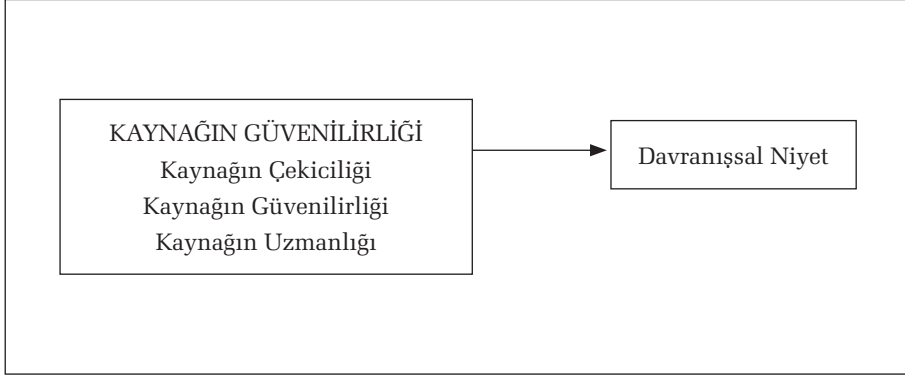 KAYNAĞIN GÜVENİLİRLİĞİ
Kaynağın Çekiciliği
Kaynağın Güvenilirliği
Kaynağın Uzmanlığı
Davranışsal Niyet